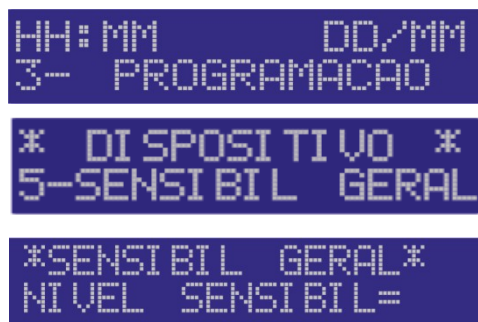 HH:MM DD/MM
3- PROGRAMACAO
* DISPOSITIVO *
5-SENSIBIL GERAL
*SENSIBIL GERAL*
NIVEL SENSIBIL=